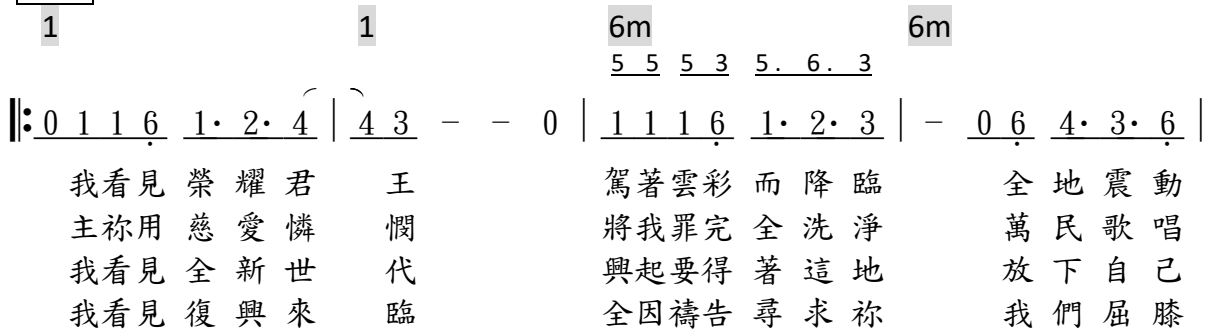 1 1 6m 6m
5 5 5 3 5. 6. 3
‖: 0 1 1 6̣ 1· 2· 4 | 4 3 − − 0 | 1 1 1 6̣ 1· 2· 3 | − 0 6̣ 4· 3· 6̣ |
我看見 榮 耀 君 王 駕著雲彩 而 降 臨 全 地 震 動
主祢用 慈 愛 憐 憫 將我罪完 全 洗 淨 萬 民 歌 唱
我看見 全 新 世 代 興起要得 著 這 地 放 下 自 己
我看見 復 興 來 臨 全因禱告 尋 求 祢 我 們 屈 膝